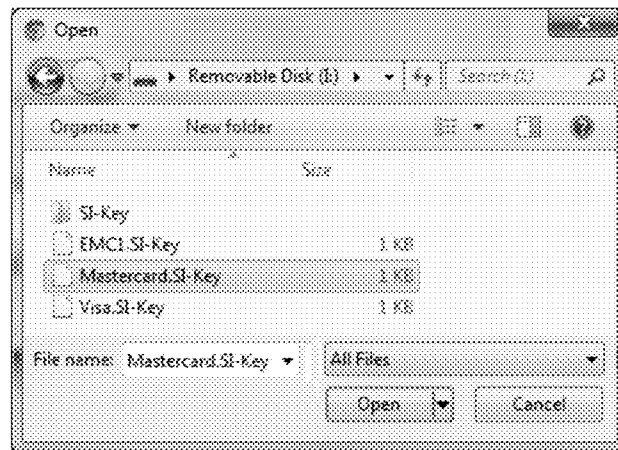 Open
Removable Disk (I:) Search (I:)
Organize New folder
Name Size
SI-Key
EMC1.SI-Key 1 KB
Mastercard.SI-Key 1 KB
Visa.SI-Key 1 KB
File name: Mastercard.SI-Key All Files
Open Cancel